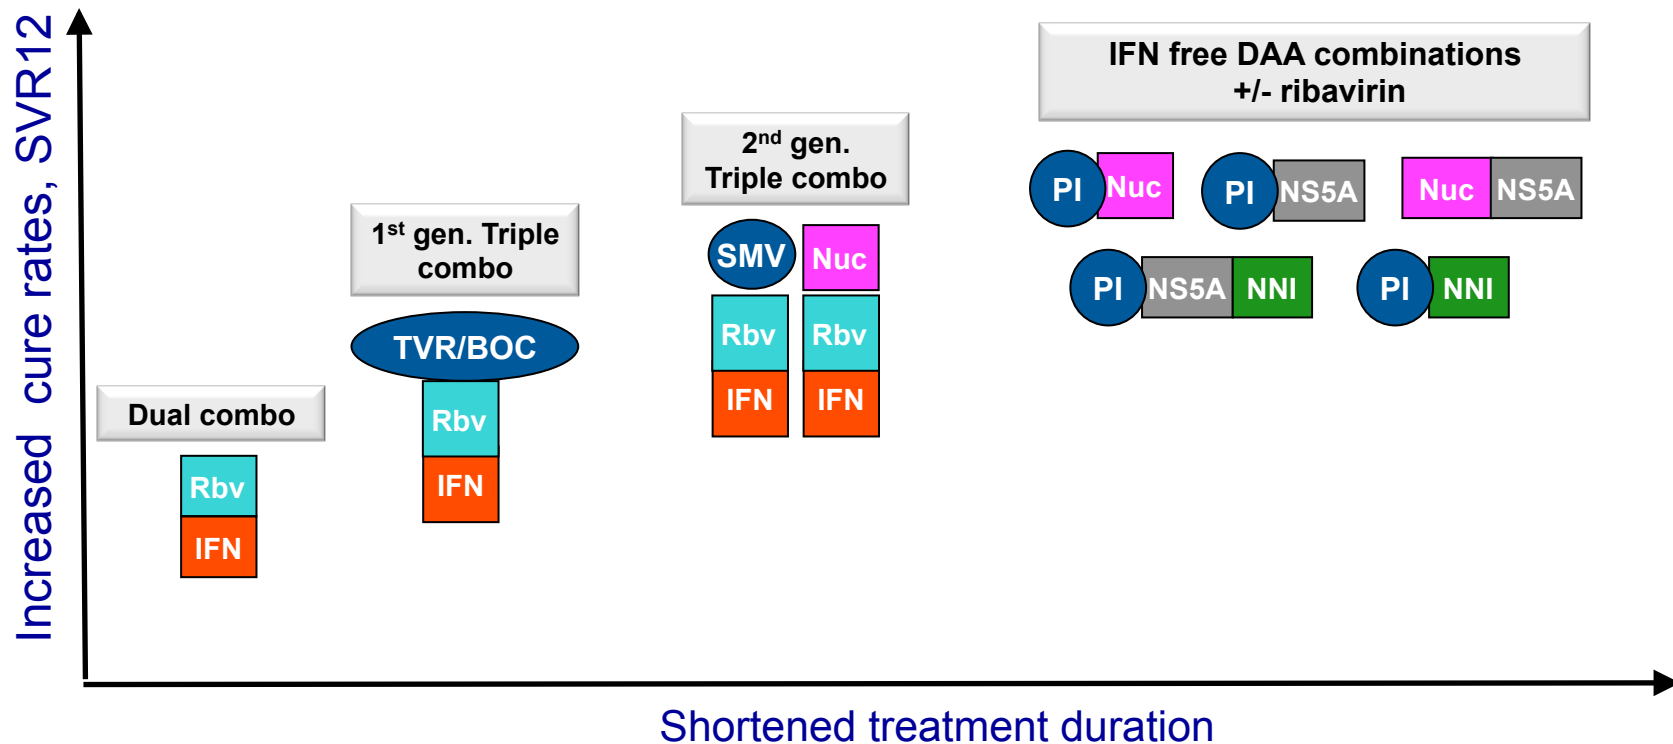 Increased cure rates, SVR12
Dual combo
Rbv
IFN
1st gen. Triple
combo
TVR/BOC
Rbv
IFN
2nd gen.
Triple combo
SMV Nuc
Rbv Rbv
IFN IFN
IFN free DAA combinations
+/- ribavirin
PI Nuc PI NS5A Nuc NS5A
PI NS5A NNI PI NNI
Shortened treatment duration